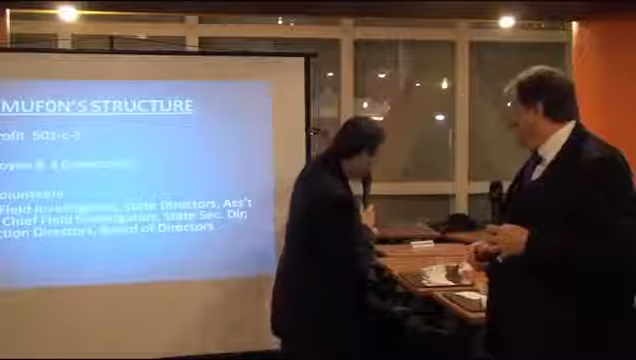 MUFON'S STRUCTURE
rofit 501-c-3
olunteers
Field Investigators, State Directors, Ass't
Chief Field Investigators, State Sec. Dir,
ction Directors, Board of Directors